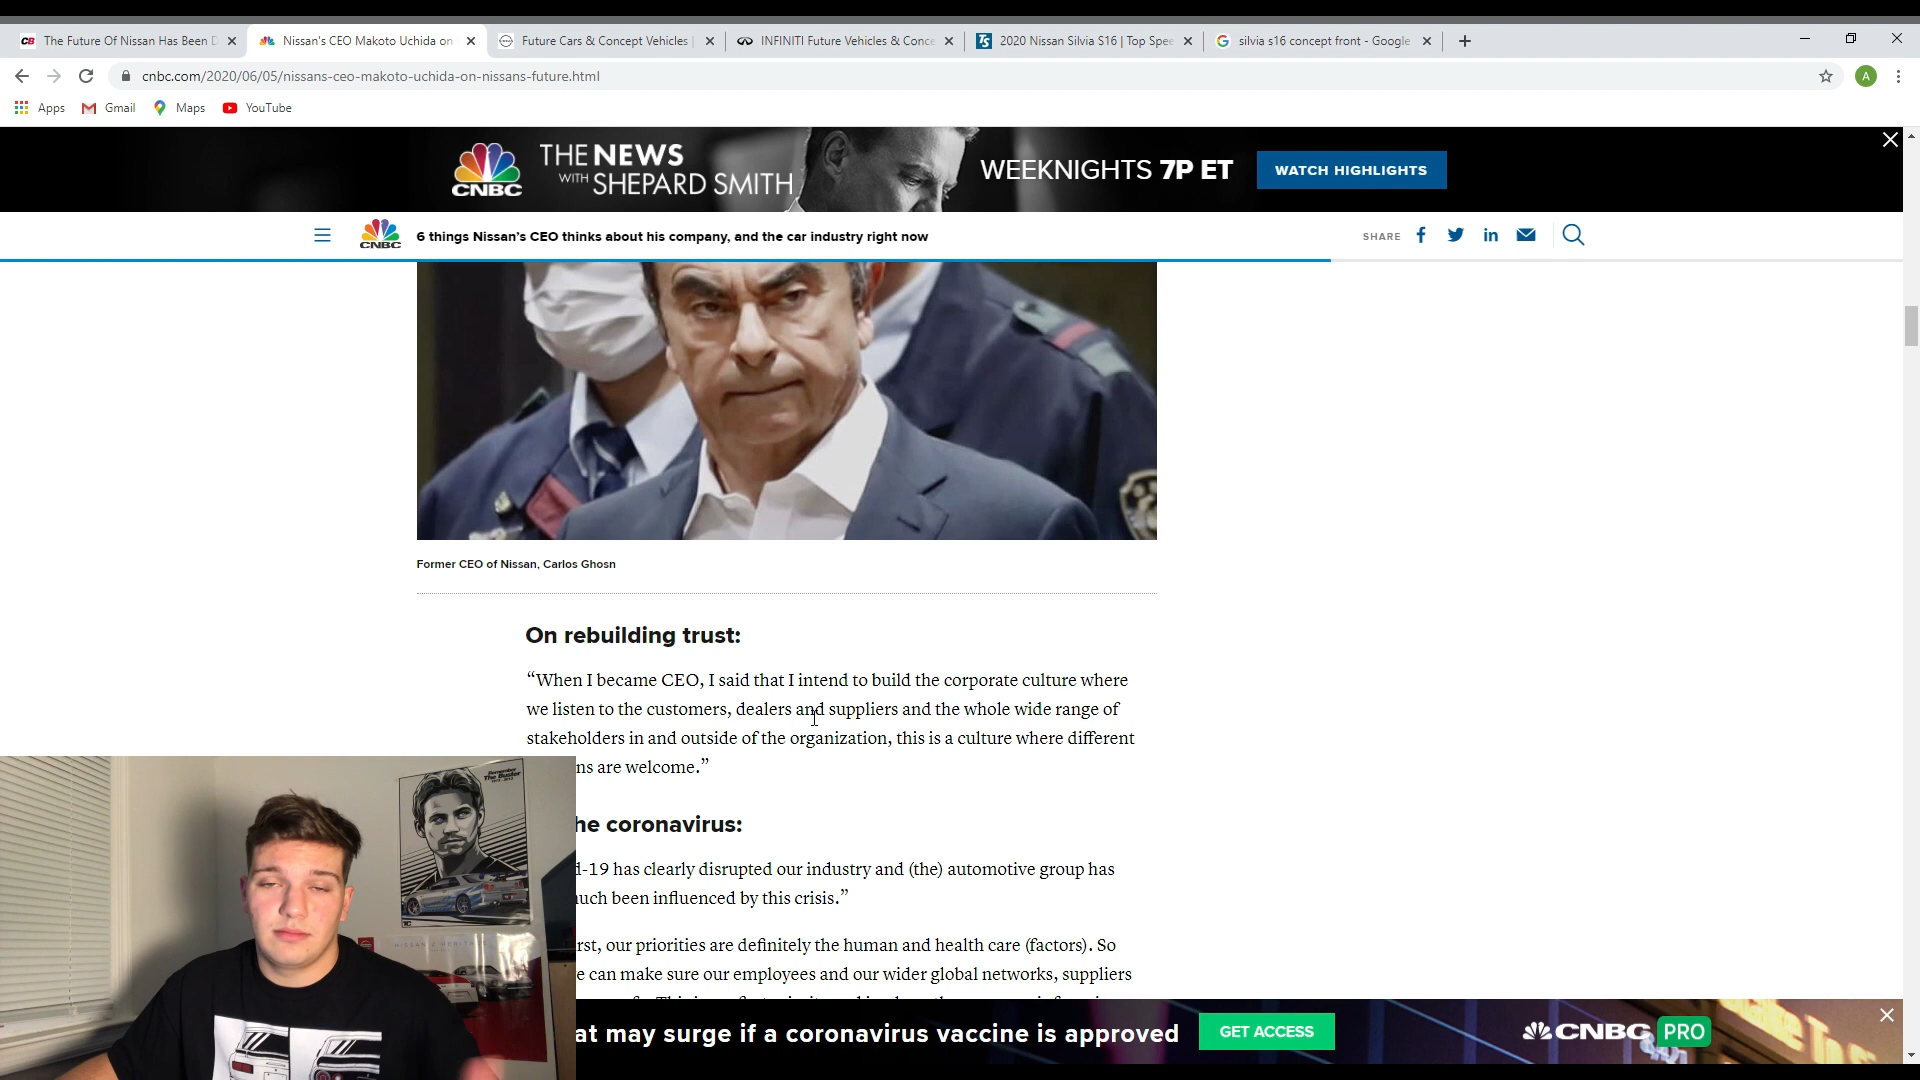 CB The Future Of Nissan Has Been D
Nissan's CEO Makoto Uchida on
Future Cars & Concept Vehicles |
INFINITI Future Vehicles & Conce
TS 2020 Nissan Silvia S16 | Top Spee
silvia s16 concept front - Google
cnbc.com/2020/06/05/nissans-ceo-makoto-uchida-on-nissans-future.html
A
Apps Gmail Maps YouTube
CNBC
THE NEWS
WITH SHEPARD SMITH
WEEKNIGHTS 7P ET
WATCH HIGHLIGHTS
CNBC
6 things Nissan's CEO thinks about his company, and the car industry right now
SHARE
Former CEO of Nissan, Carlos Ghosn
On rebuilding trust:
“When I became CEO, I said that I intend to build the corporate culture where
we listen to the customers, dealers and suppliers and the whole wide range of
stakeholders in and outside of the organization, this is a culture where different
ns are welcome.”
he coronavirus:
d-19 has clearly disrupted our industry and (the) automotive group has
uch been influenced by this crisis.”
rst, our priorities are definitely the human and health care (factors). So
e can make sure our employees and our wider global networks, suppliers
at may surge if a coronavirus vaccine is approved
GET ACCESS
CNBC PRO
Remember
The Buster